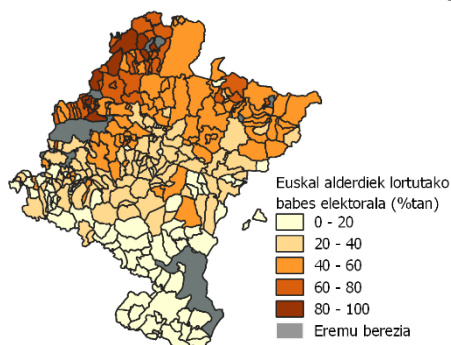 Euskal alderdiek lortutako
babes elektorala (%tan)
0 - 20
20 - 40
40 - 60
60 - 80
80 - 100
Eremu berezia